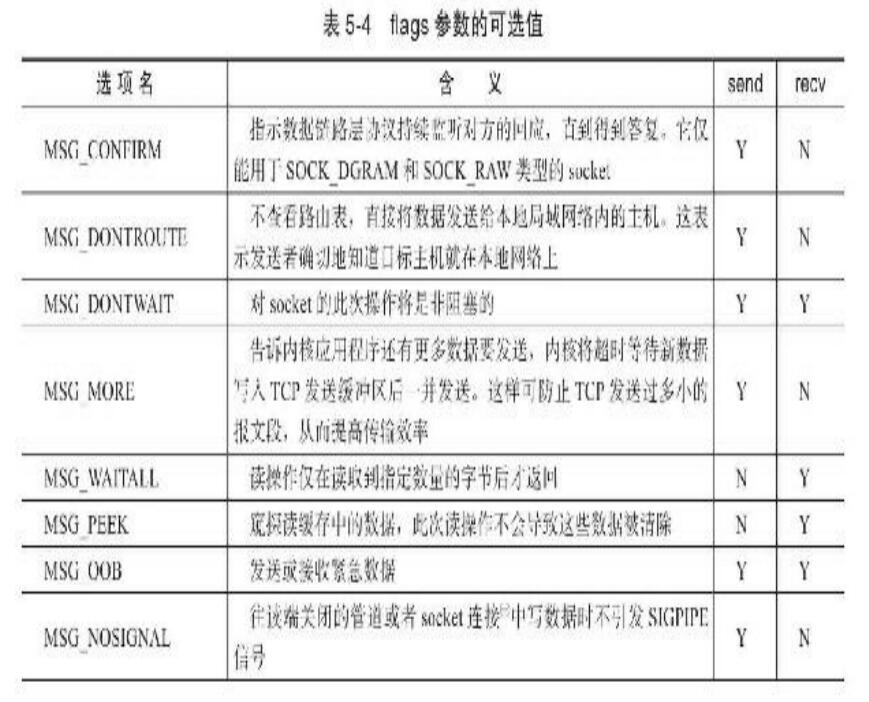 表 5-4 flags 参数的可选值
选项名 含 义 send recv
MSG_CONFIRM 指示数据链路层协议持续监听对方的回应，直到得到答复。它仅 Y N
能用于 SOCK_DGRAM 和 SOCK_RAW 类型的 socket
MSG_DONTROUTE 不查看路由表，直接将数据发送给本地局域网络内的主机。这表 Y N
示发送者确切地知道目标主机就在本地网络上
MSG_DONTWAIT 对 socket 的此次操作将是非阻塞的 Y Y
告诉内核应用程序还有更多数据要发送，内核将超时等待新数据
MSG_MORE 写入 TCP 发送缓冲区后一并发送。这样可防止 TCP 发送过多小的 Y N
报文段，从而提高传输效率
MSG_WAITALL 读操作仅在读取到指定数量的字节后才返回 N Y
MSG_PEEK 窥探读缓存中的数据，此次读操作不会导致这些数据被清除 N Y
MSG_OOB 发送或接收紧急数据 Y Y
MSG_NOSIGNAL 往读端关闭的管道或者 socket 连接中写数据时不引发 SIGPIPE Y N
信号